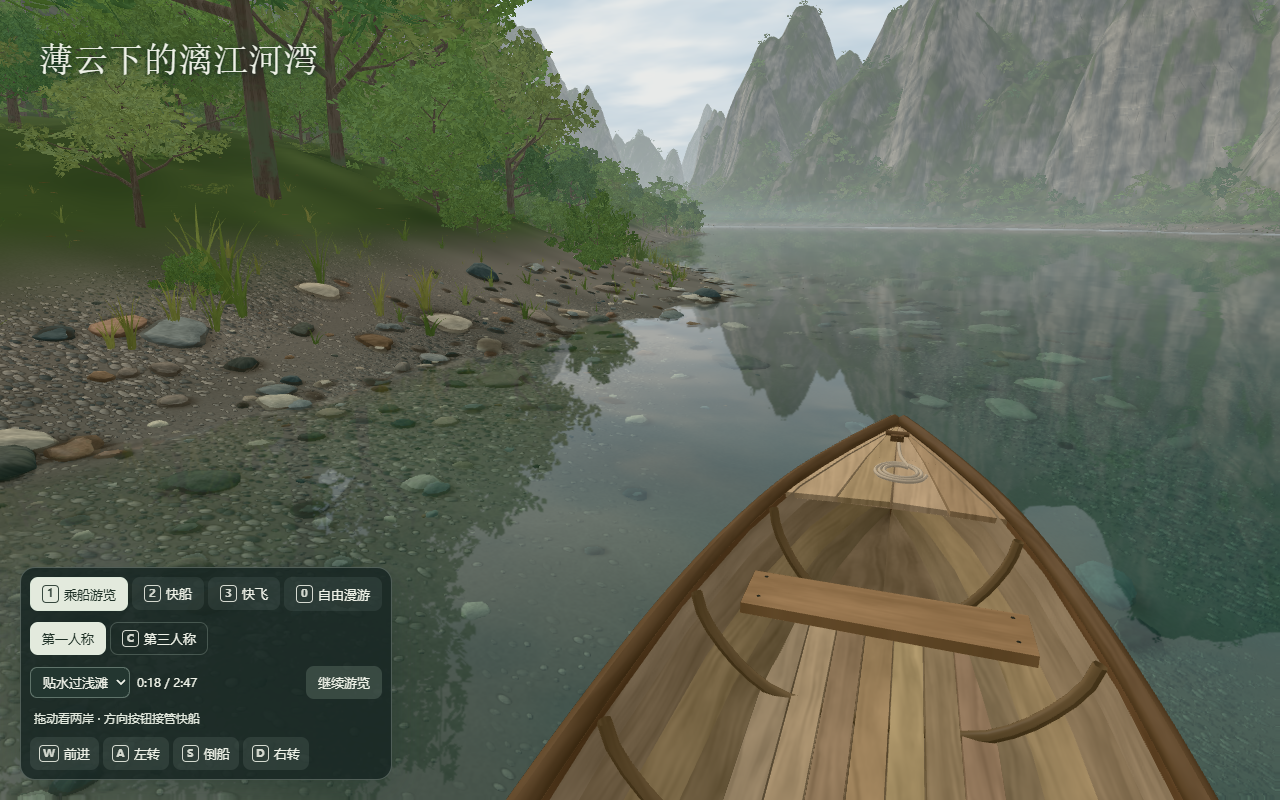 薄云下的漓江河湾
1 乘船游览 2 快船 3 快飞 0 自由漫游
第一人称 C 第三人称
贴水过浅滩 0:18 / 2:47 继续游览
拖动看两岸 · 方向按钮接管快船
W 前进 A 左转 S 倒船 D 右转